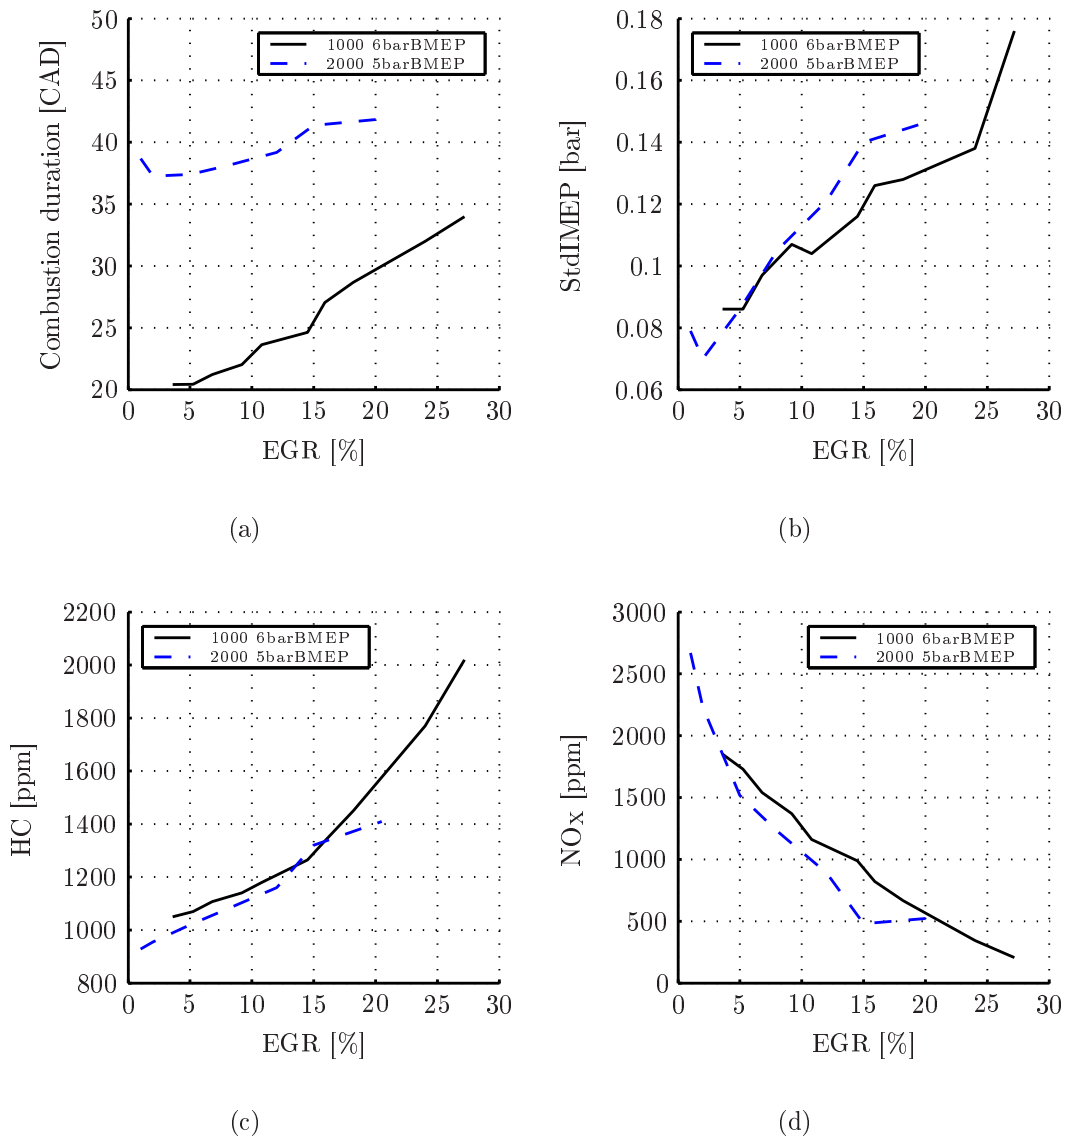 50
45
40
35
30
25
20
Combustion duration [CAD]
1000 6barBMEP
2000 5barBMEP
0 5 10 15 20 25 30
EGR [%]
(a)
0.18
0.16
0.14
0.12
0.1
0.08
0.06
StdIMEP [bar]
1000 6barBMEP
2000 5barBMEP
0 5 10 15 20 25 30
EGR [%]
(b)
2200
2000
1800
1600
1400
1200
1000
800
HC [ppm]
1000 6barBMEP
2000 5barBMEP
0 5 10 15 20 25 30
EGR [%]
(c)
3000
2500
2000
1500
1000
500
0
NOx [ppm]
1000 6barBMEP
2000 5barBMEP
0 5 10 15 20 25 30
EGR [%]
(d)